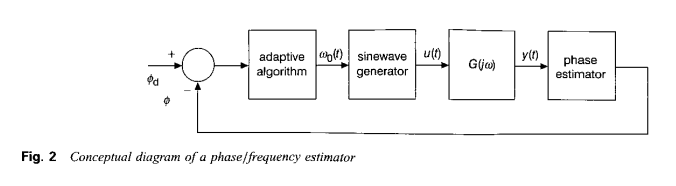 +
adaptive
algorithm
ω₀(t)
sinewave
generator
u(t)
G(jω)
y(t)
phase
estimator
ϕd
−
ϕ
Fig. 2 Conceptual diagram of a phase/frequency estimator